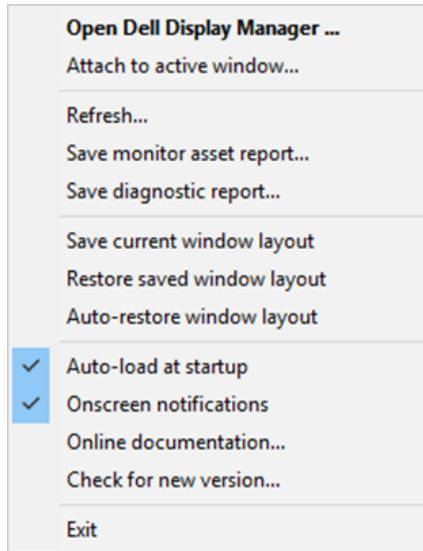 Open Dell Display Manager ...
Attach to active window...
Refresh...
Save monitor asset report...
Save diagnostic report...
Save current window layout
Restore saved window layout
Auto-restore window layout
Auto-load at startup
Onscreen notifications
Online documentation...
Check for new version...
Exit